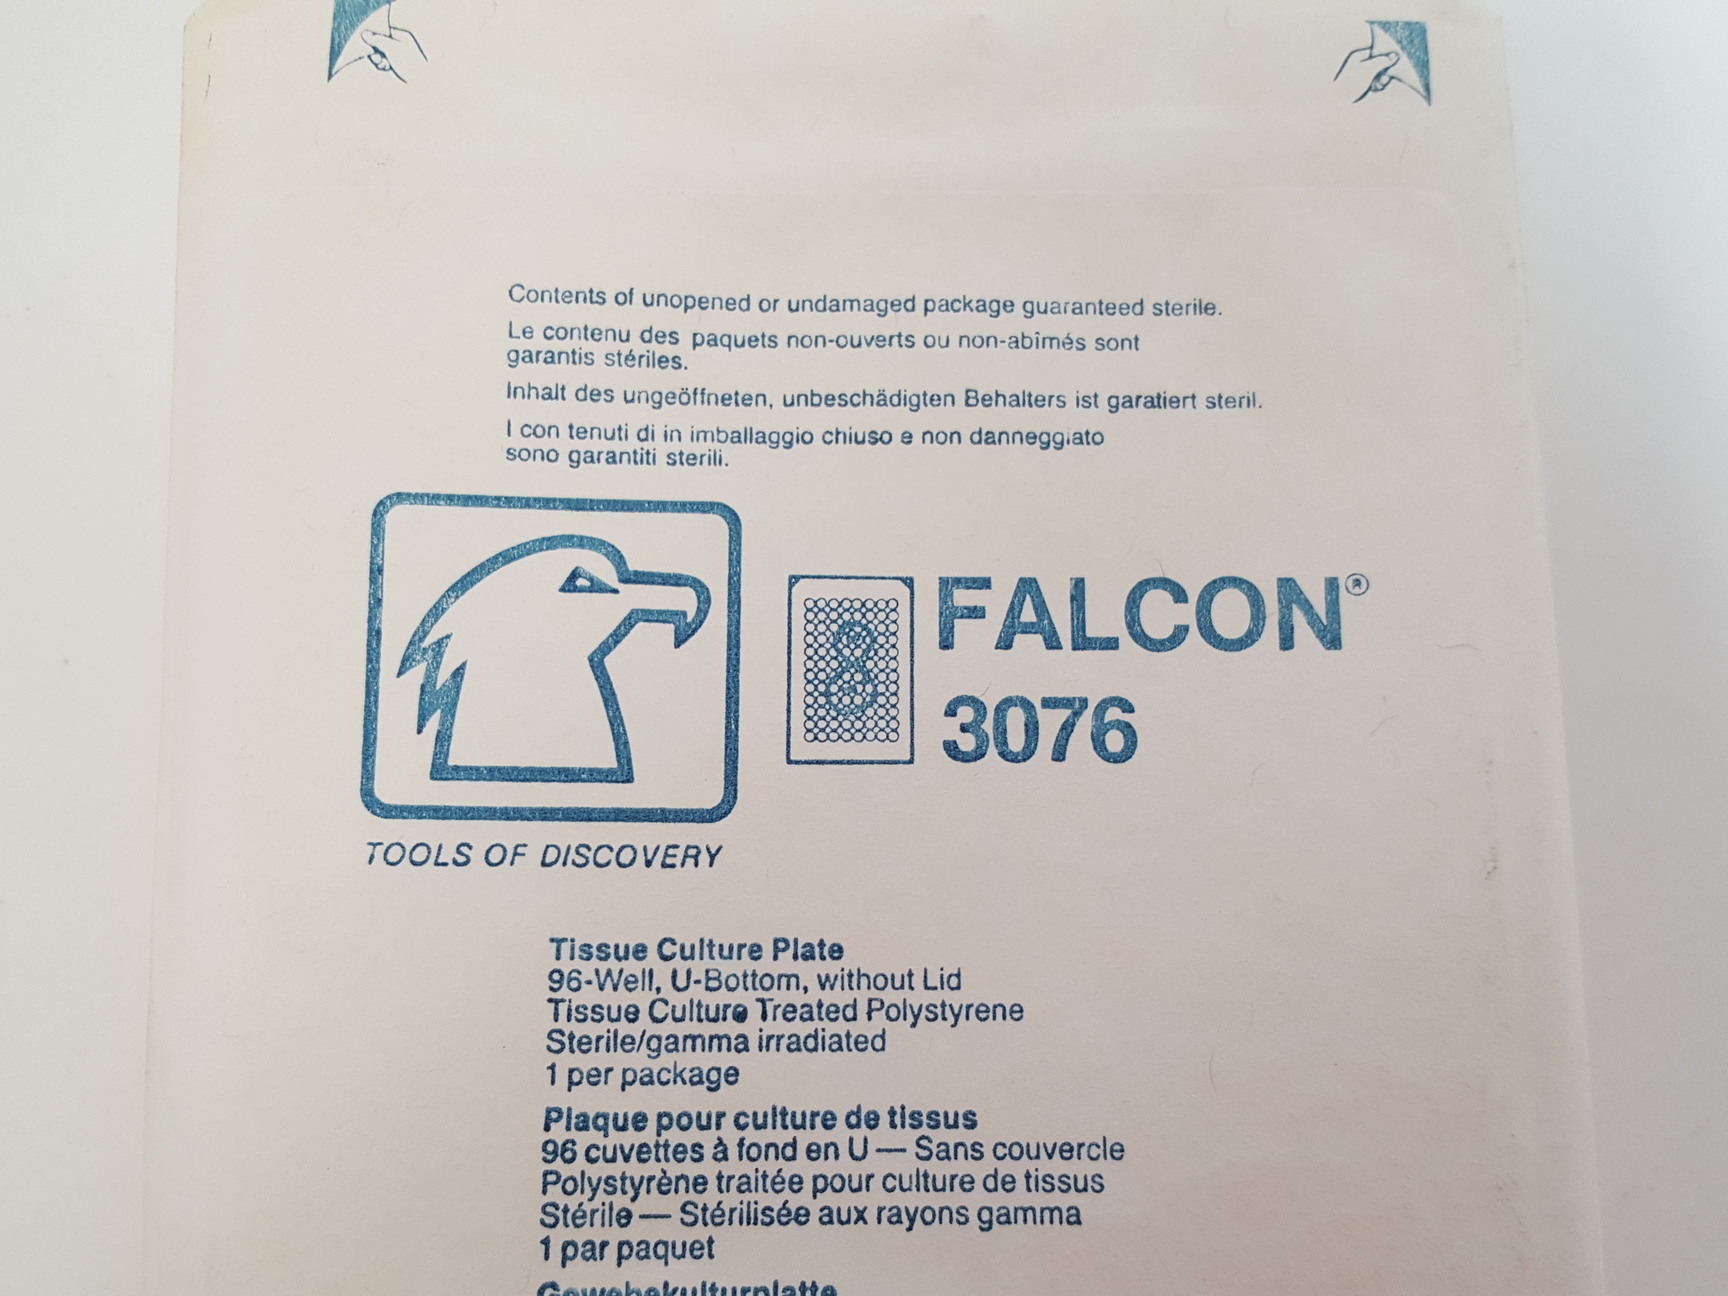 Contents of unopened or undamaged package guaranteed sterile.
Le contenu des paquets non-ouverts ou non-abîmés sont
garantis stériles.
Inhalt des ungeöffneten, unbeschädigten Behalters ist garatiert steril.
I con tenuti di in imballaggio chiuso e non danneggiato
sono garantiti sterili.
8
FALCON®
3076
TOOLS OF DISCOVERY
Tissue Culture Plate
96-Well, U-Bottom, without Lid
Tissue Culture Treated Polystyrene
Sterile/gamma irradiated
1 per package
Plaque pour culture de tissus
96 cuvettes à fond en U — Sans couvercle
Polystyrène traitée pour culture de tissus
Stérile — Stérilisée aux rayons gamma
1 par paquet
Gewebekulturplatte